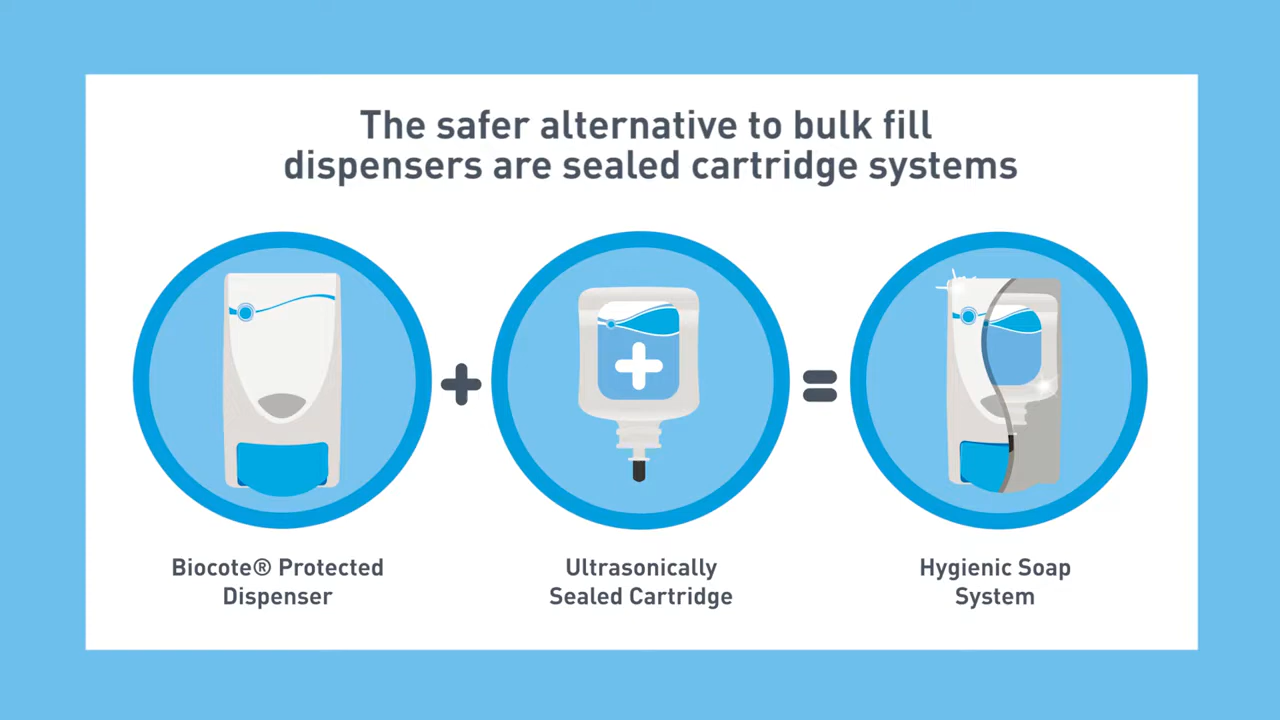 The safer alternative to bulk fill
dispensers are sealed cartridge systems
Biocote® Protected
Dispenser
Ultrasonically
Sealed Cartridge
Hygienic Soap
System